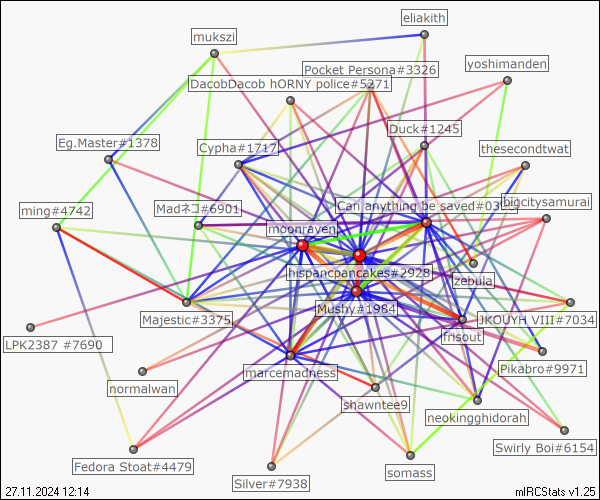 eliakith
mukszi
yoshimanden
Pocket Persona#3326
DacobDacob hORNY police#5271
Duck#1245
Eg.Master#1378
Cypha#1717
thesecondtwat
ming#4742
Madネコ#6901
Can anything be saved#03
bigcitysamurai
moonraven
hispancpancakes#2928
zebula
Mushy#1984
Majestic#3375
JKOUYH VIII#7034
frisout
LPK2387 #7690
marcemadness
Pikabro#9971
normalwan
shawntee9
neokingghidorah
Swirly Boi#6154
Fedora Stoat#4479
Silver#7938
somass
27.11.2024 12:14
mIRCStats v1.25